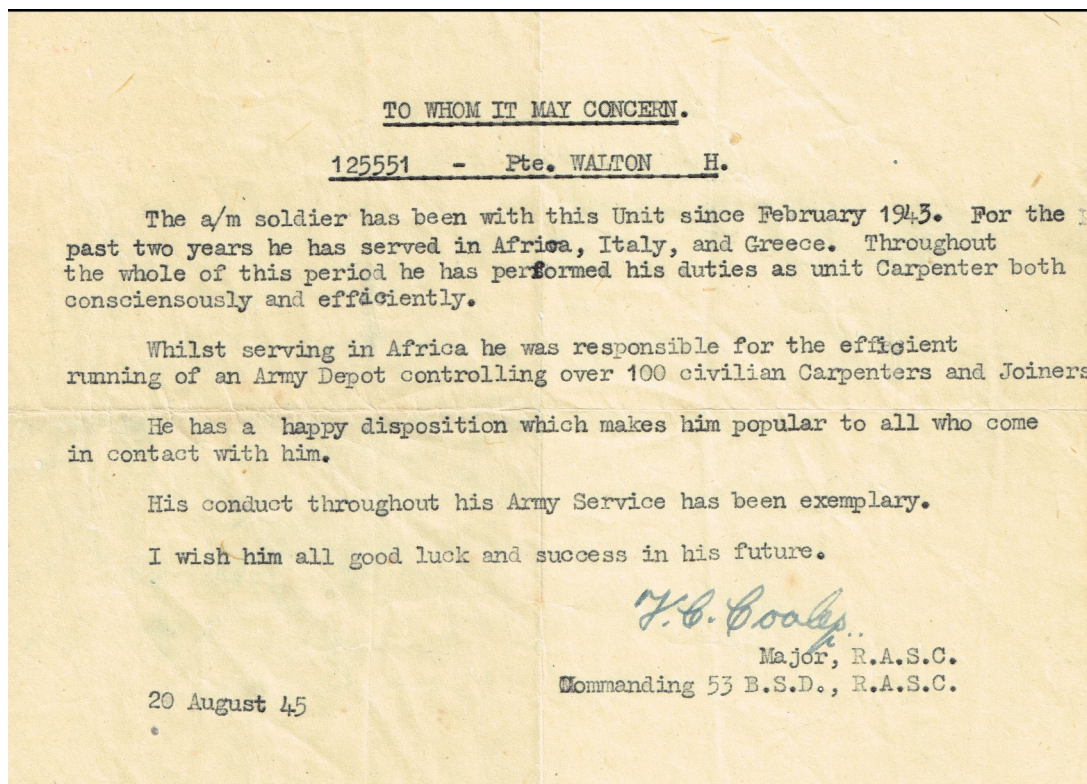 TO WHOM IT MAY CONCERN.
125551 - Pte. WALTON H.
The a/m soldier has been with this Unit since February 1943. For the
past two years he has served in Africa, Italy, and Greece. Throughout
the whole of this period he has performed his duties as unit Carpenter both
consciensously and efficiently.
Whilst serving in Africa he was responsible for the efficient
running of an Army Depot controlling over 100 civilian Carpenters and Joiners
He has a happy disposition which makes him popular to all who come
in contact with him.
His conduct throughout his Army Service has been exemplary.
I wish him all good luck and success in his future.
Major, R.A.S.C.
Commanding 53 B.S.D., R.A.S.C.
20 August 45